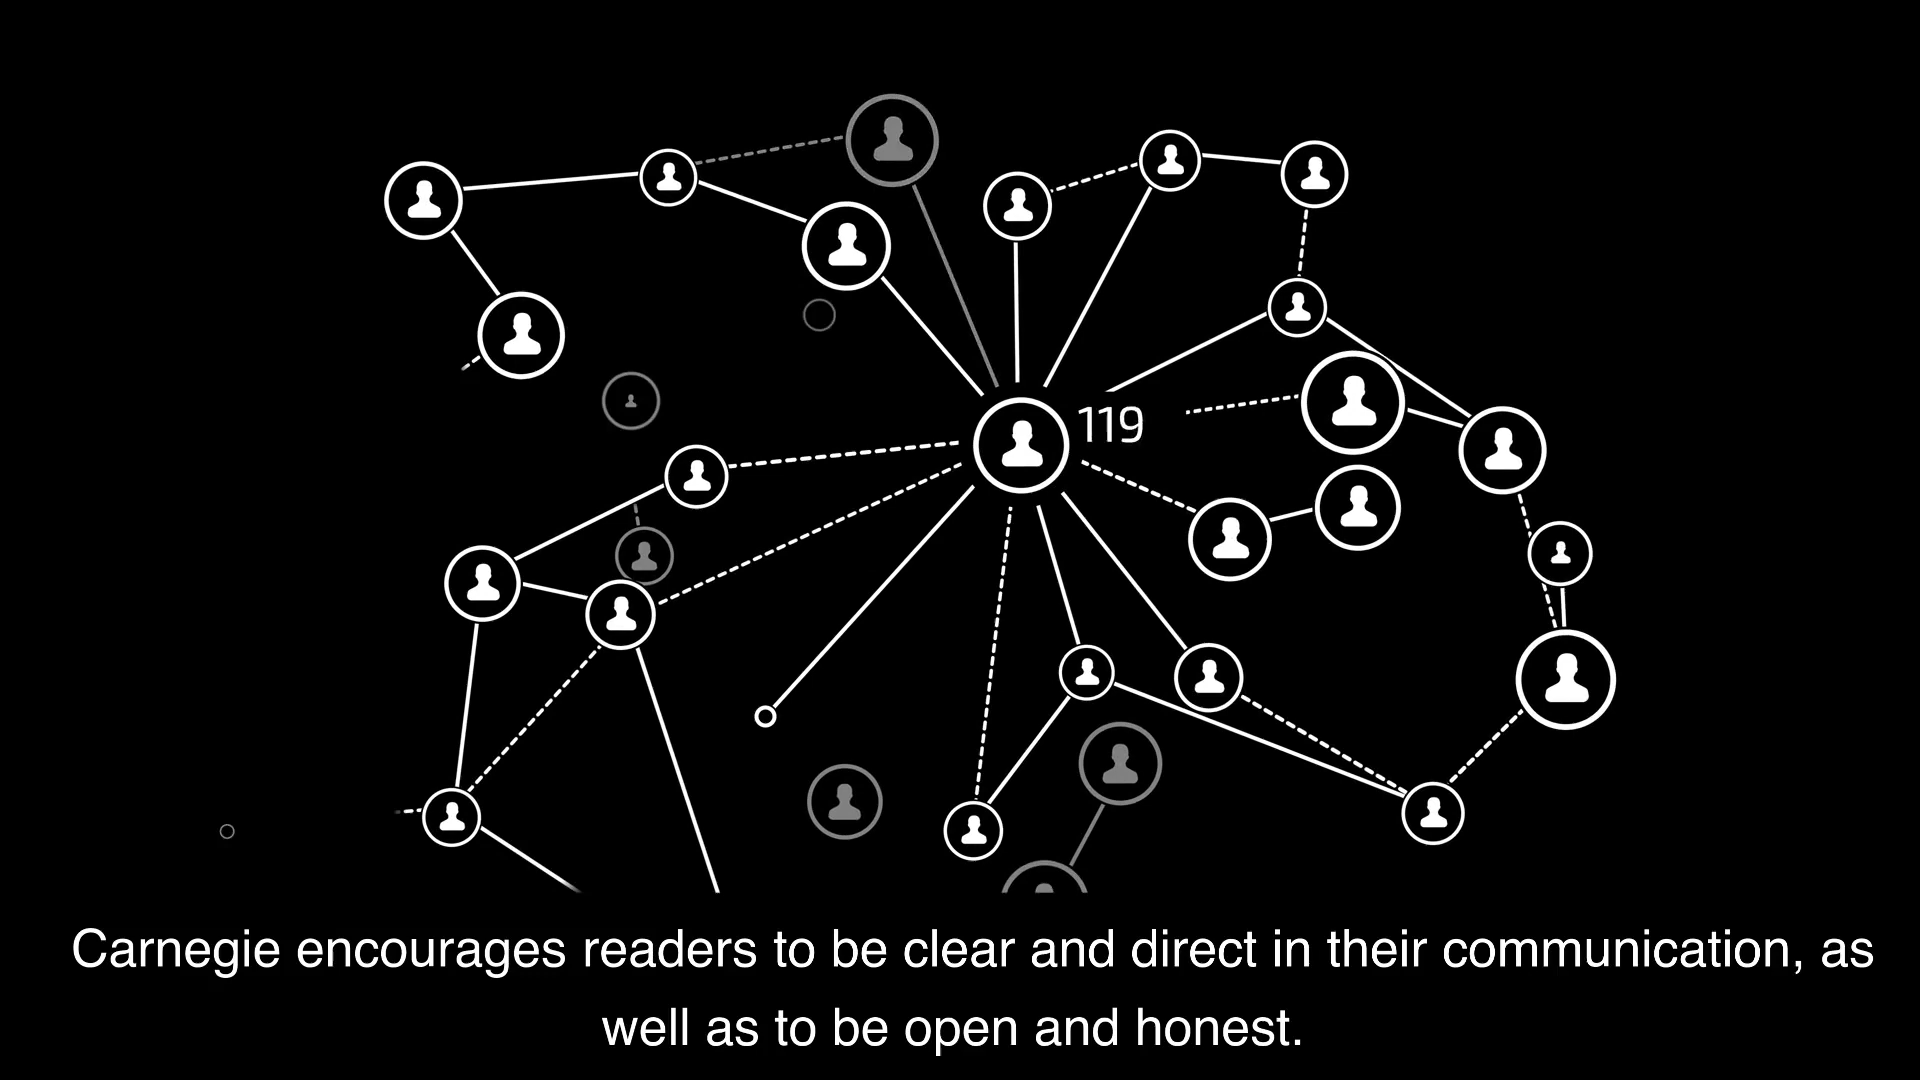 119
Carnegie encourages readers to be clear and direct in their communication, as
well as to be open and honest.